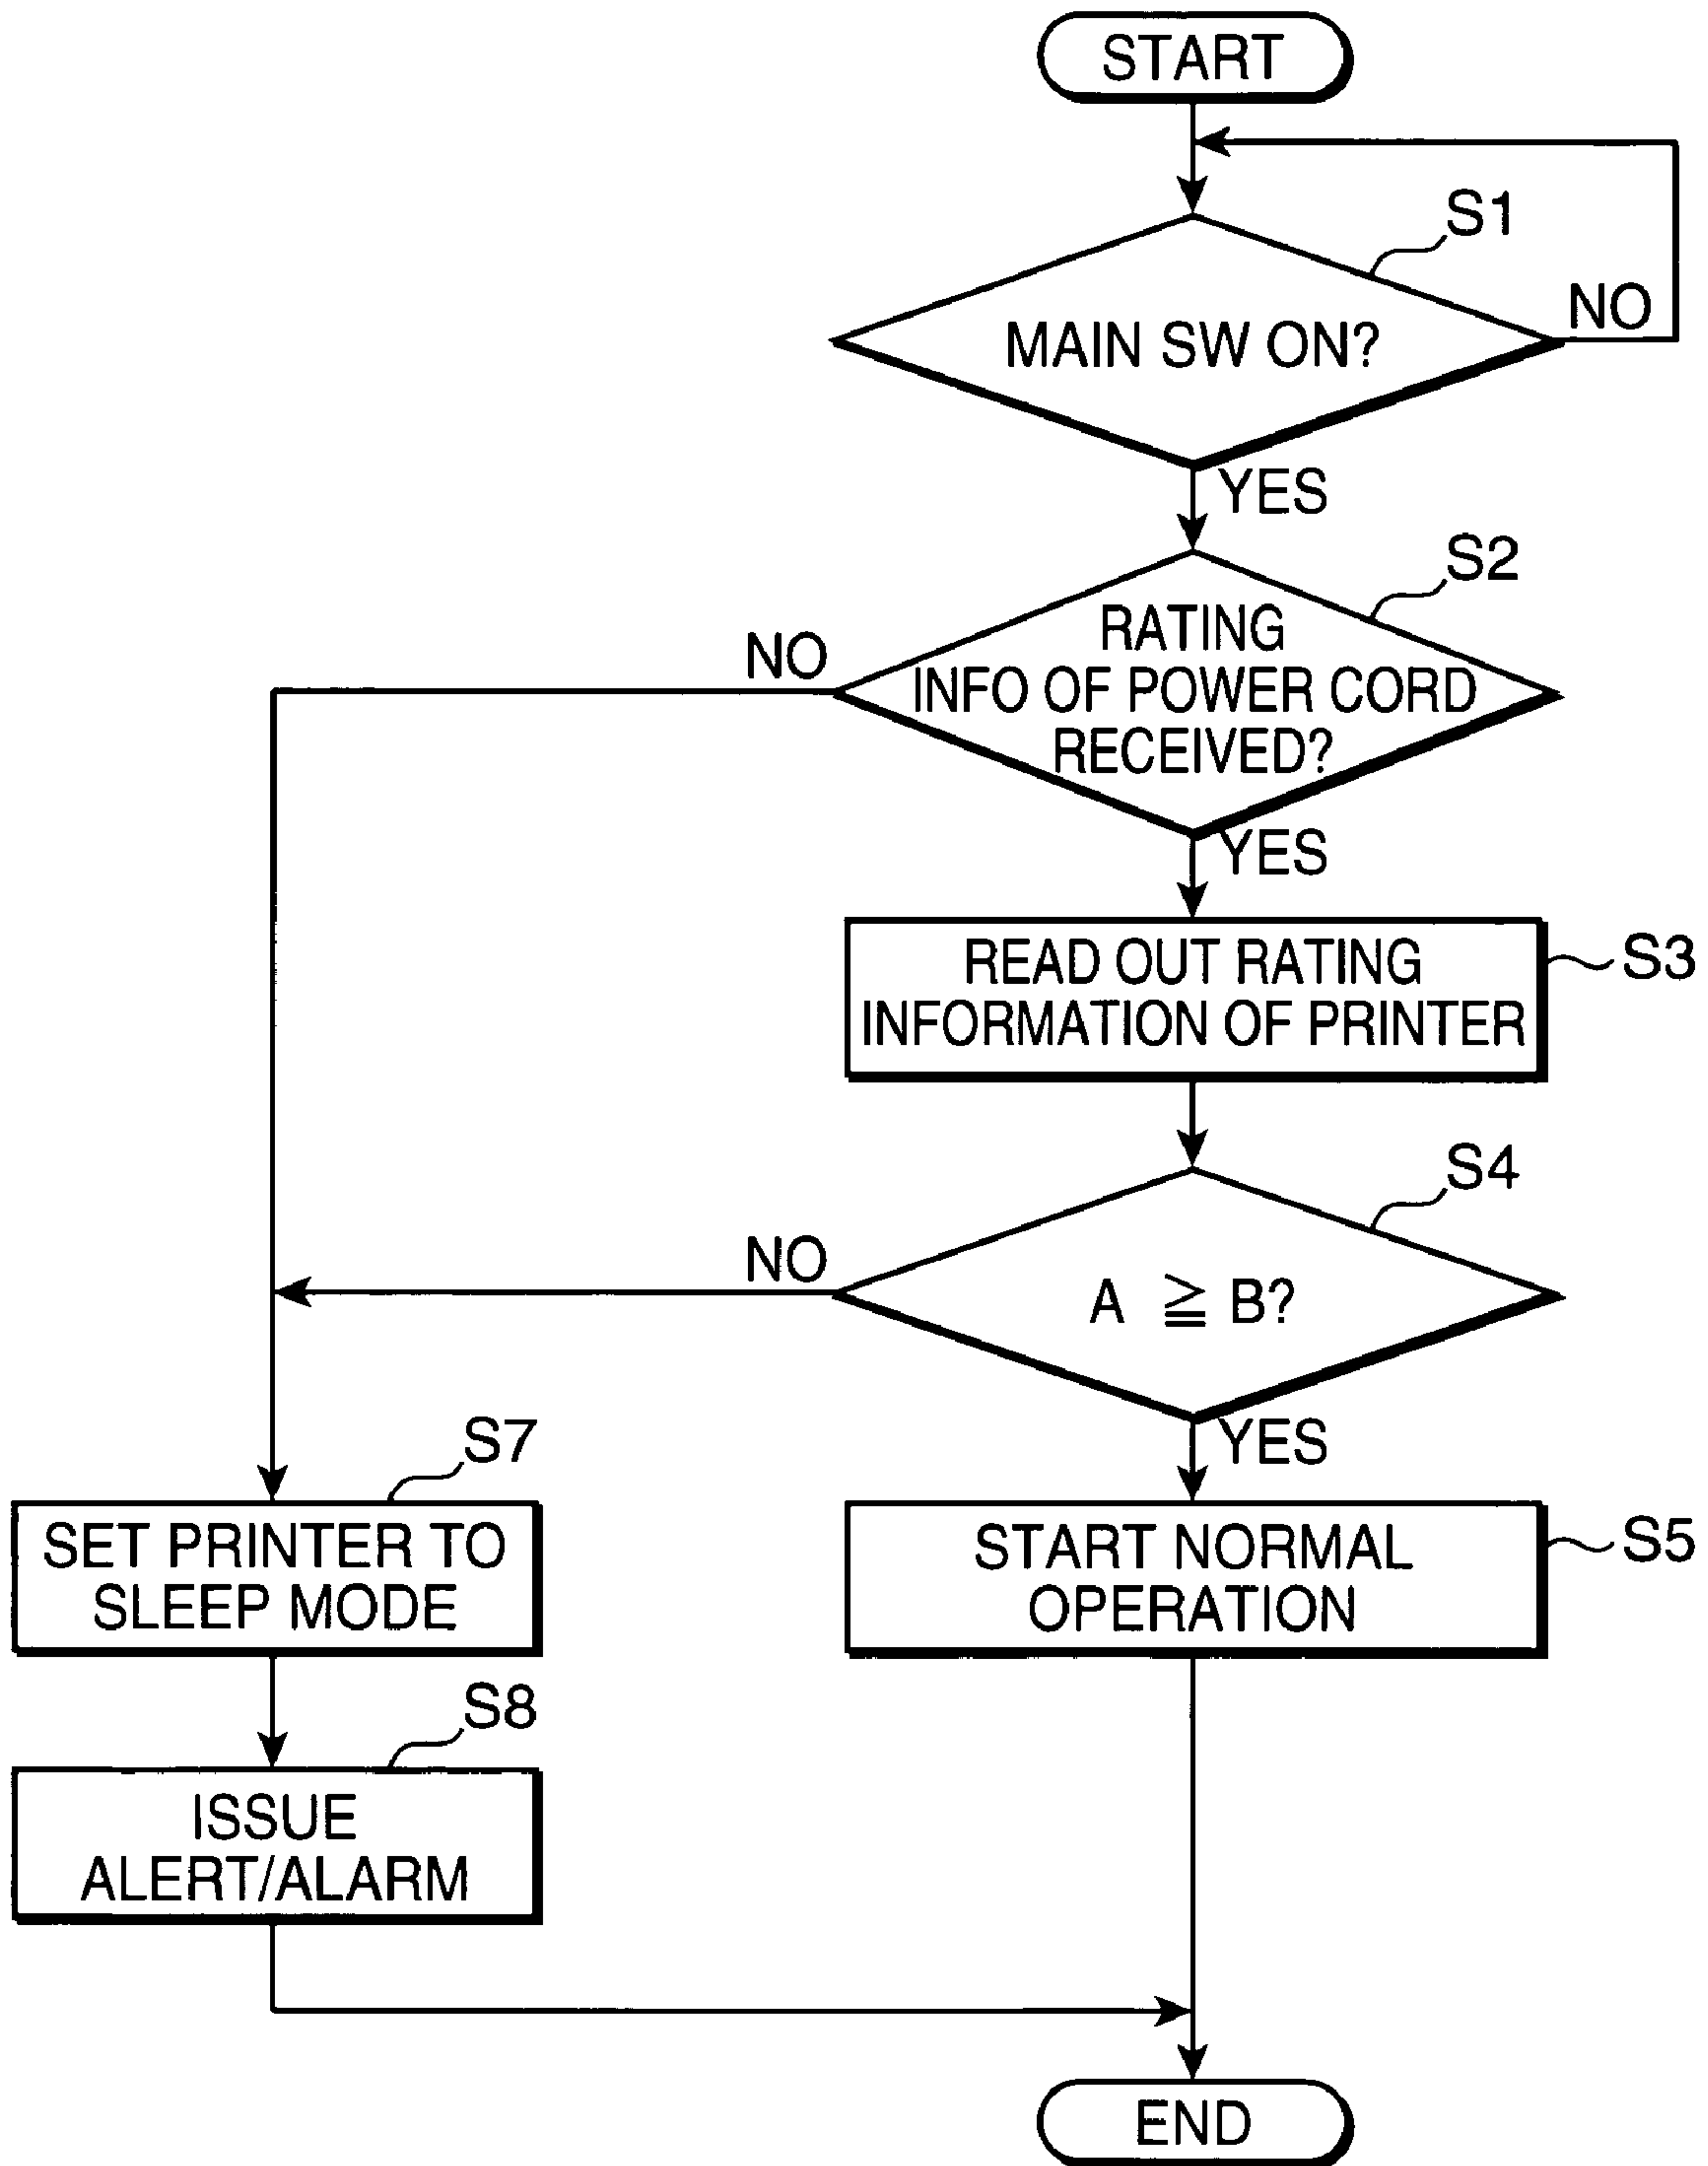 START
S1
MAIN SW ON?
NO
YES
S2
RATING
INFO OF POWER CORD
RECEIVED?
NO
YES
READ OUT RATING
INFORMATION OF PRINTER
S3
S4
A ≧ B?
NO
YES
S7
SET PRINTER TO
SLEEP MODE
START NORMAL
OPERATION
S5
S8
ISSUE
ALERT/ALARM
END